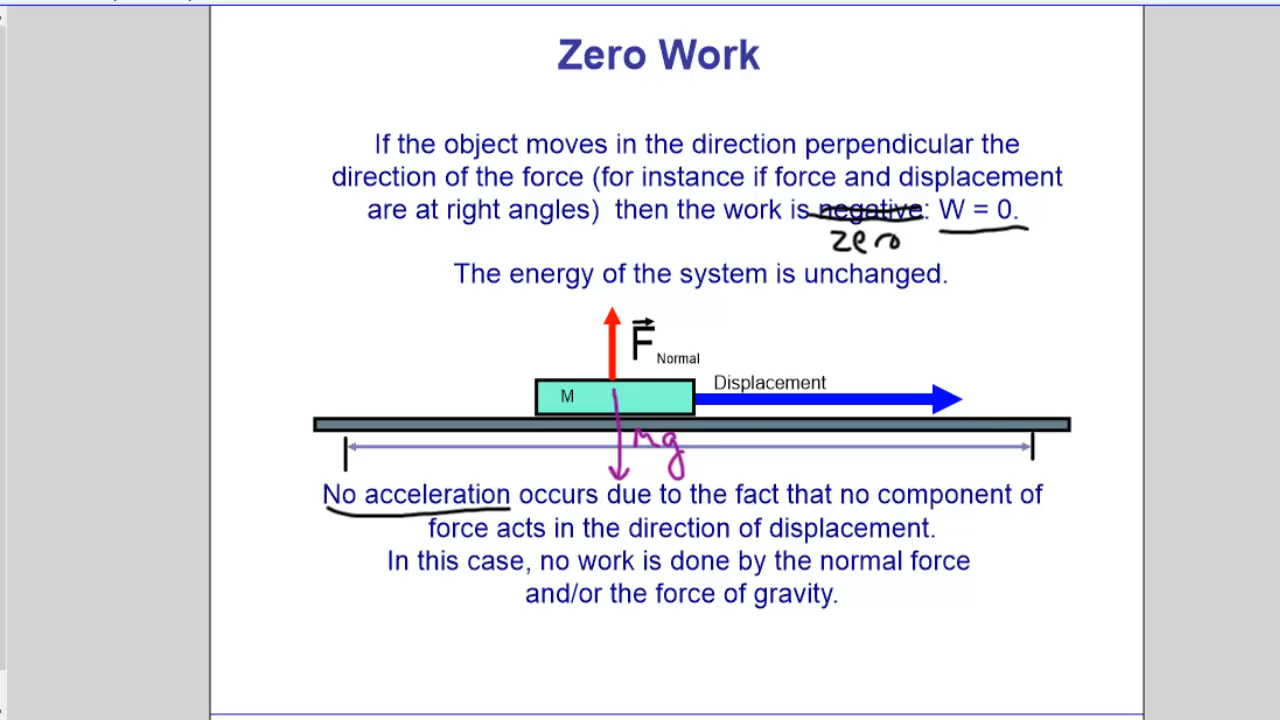 Zero Work
If the object moves in the direction perpendicular the
direction of the force (for instance if force and displacement
are at right angles)  then the work is negative: W = 0.
zero
The energy of the system is unchanged.
F Normal
M
Displacement
Mg
No acceleration occurs due to the fact that no component of
force acts in the direction of displacement.
In this case, no work is done by the normal force
and/or the force of gravity.